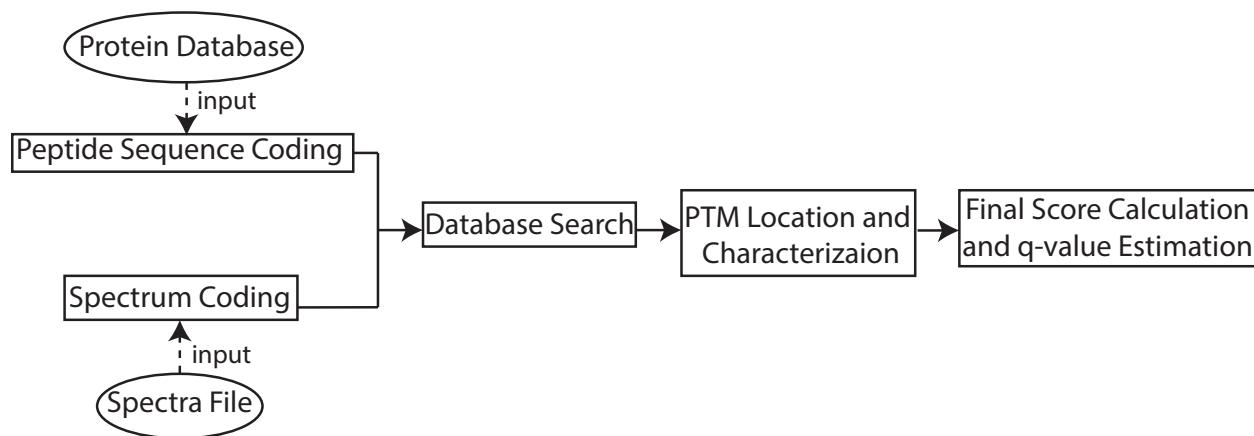 Protein Database
input
Peptide Sequence Coding
Database Search
PTM Location and
Characterizaion
Final Score Calculation
and q-value Estimation
Spectrum Coding
input
Spectra File